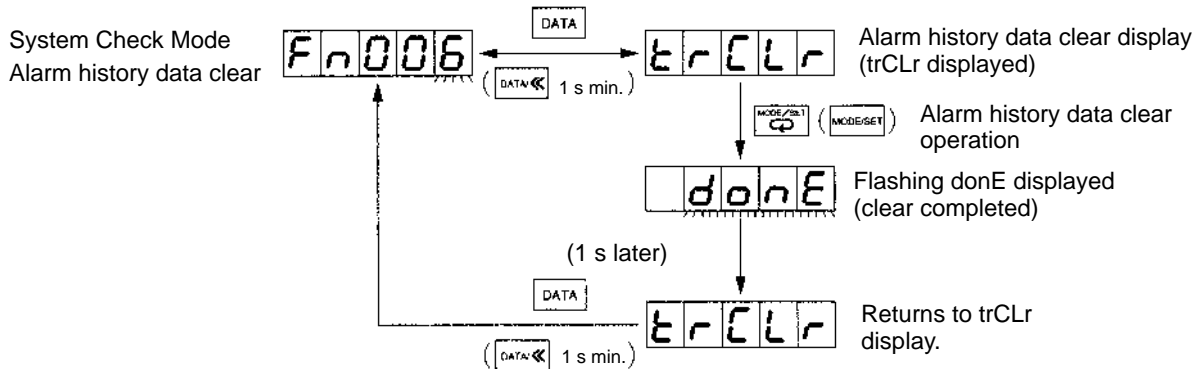 DATA
System Check Mode
Alarm history data clear
Fn006
trCLr
Alarm history data clear display
(trCLr displayed)
( DATA/≪ 1 s min. )
MODE/SET ( MODE/SET )
Alarm history data clear
operation
donE
Flashing donE displayed
(clear completed)
(1 s later)
DATA
trCLr
Returns to trCLr
display.
( DATA/≪ 1 s min. )